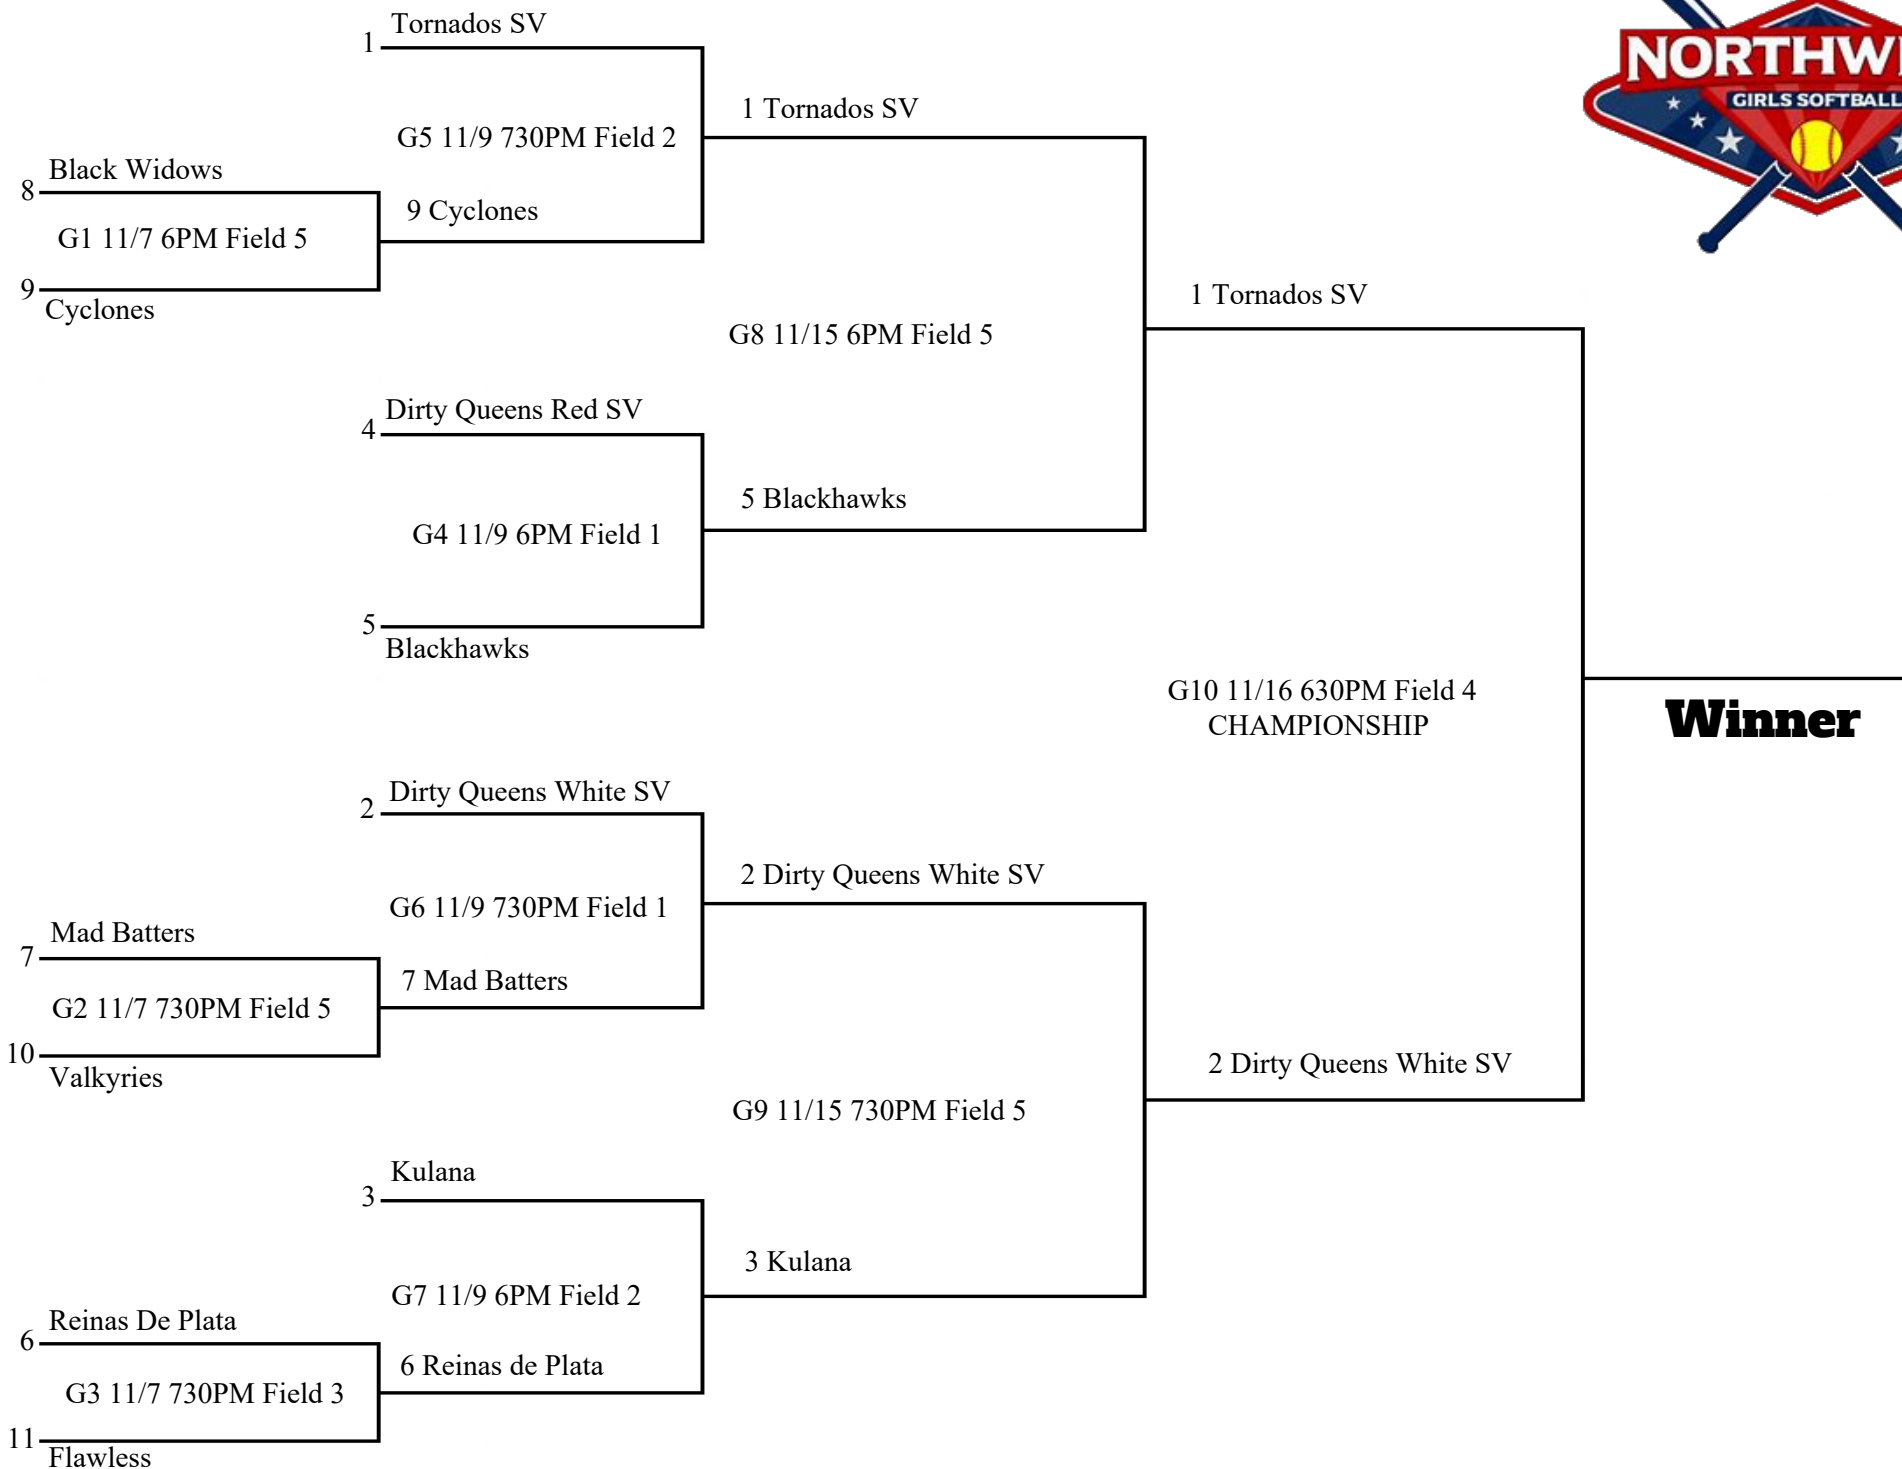 Tornados SV
1
NORTHW
GIRLS SOFTBALL
1 Tornados SV
G5 11/9 730PM Field 2
Black Widows
8
9 Cyclones
G1 11/7 6PM Field 5
9
Cyclones
1 Tornados SV
G8 11/15 6PM Field 5
Dirty Queens Red SV
4
5 Blackhawks
G4 11/9 6PM Field 1
5
Blackhawks
G10 11/16 630PM Field 4
CHAMPIONSHIP
Winner
Dirty Queens White SV
2
2 Dirty Queens White SV
G6 11/9 730PM Field 1
Mad Batters
7
7 Mad Batters
G2 11/7 730PM Field 5
10
Valkyries
2 Dirty Queens White SV
G9 11/15 730PM Field 5
Kulana
3
3 Kulana
G7 11/9 6PM Field 2
Reinas De Plata
6
6 Reinas de Plata
G3 11/7 730PM Field 3
11
Flawless